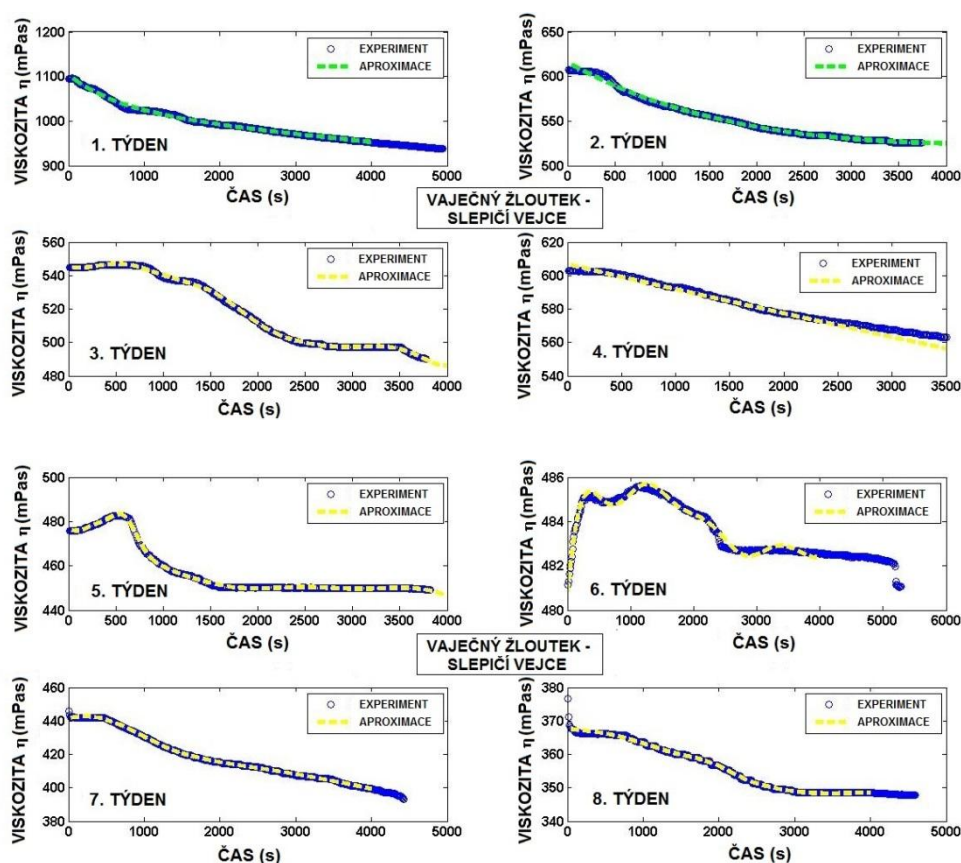 1200
1100
1000
900
VISKOZITA η (mPas)
EXPERIMENT
APROXIMACE
1. TÝDEN
0 1000 2000 3000 4000 5000
ČAS (s)
650
600
550
500
VISKOZITA η (mPas)
EXPERIMENT
APROXIMACE
2. TÝDEN
0 500 1000 1500 2000 2500 3000 3500 4000
ČAS (s)
VAJEČNÝ ŽLOUTEK -
SLEPIČÍ VEJCE
560
540
520
500
480
VISKOZITA η (mPas)
EXPERIMENT
APROXIMACE
3. TÝDEN
0 500 1000 1500 2000 2500 3000 3500 4000
ČAS (s)
620
600
580
560
540
VISKOZITA η (mPas)
EXPERIMENT
APROXIMACE
4. TÝDEN
0 500 1000 1500 2000 2500 3000 3500
ČAS (s)
500
480
460
440
VISKOZITA η (mPas)
EXPERIMENT
APROXIMACE
5. TÝDEN
0 500 1000 1500 2000 2500 3000 3500 4000
ČAS (s)
486
484
482
480
VISKOZITA η (mPas)
EXPERIMENT
APROXIMACE
6. TÝDEN
0 1000 2000 3000 4000 5000 6000
ČAS (s)
VAJEČNÝ ŽLOUTEK -
SLEPIČÍ VEJCE
460
440
420
400
380
VISKOZITA η (mPas)
EXPERIMENT
APROXIMACE
7. TÝDEN
0 1000 2000 3000 4000 5000
ČAS (s)
380
370
360
350
340
VISKOZITA η (mPas)
EXPERIMENT
APROXIMACE
8. TÝDEN
0 1000 2000 3000 4000 5000
ČAS (s)